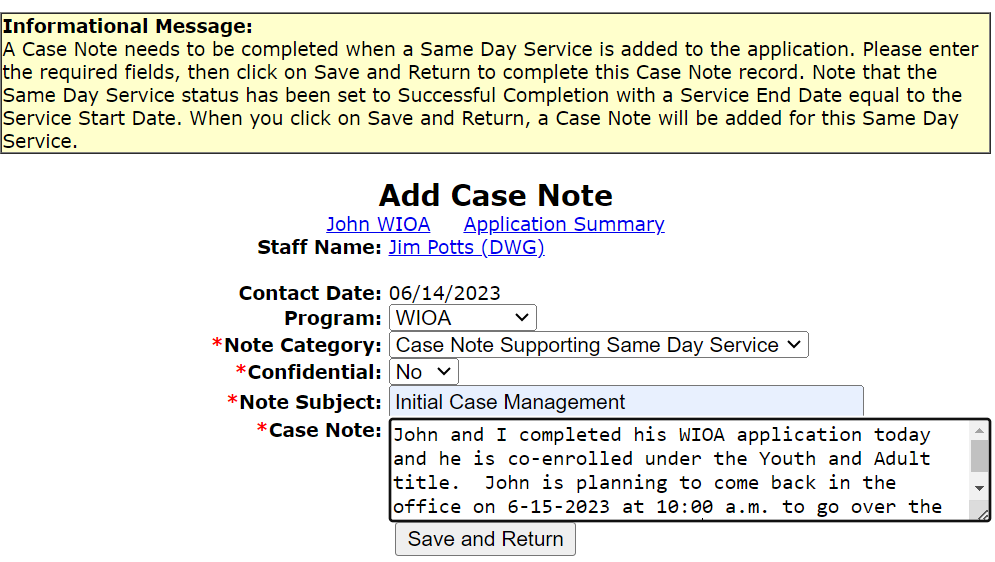 Informational Message:
A Case Note needs to be completed when a Same Day Service is added to the application. Please enter
the required fields, then click on Save and Return to complete this Case Note record. Note that the
Same Day Service status has been set to Successful Completion with a Service End Date equal to the
Service Start Date. When you click on Save and Return, a Case Note will be added for this Same Day
Service.
Add Case Note
John WIOA Application Summary
Staff Name: Jim Potts (DWG)
Contact Date: 06/14/2023
Program: WIOA
*Note Category: Case Note Supporting Same Day Service
*Confidential: No
*Note Subject: Initial Case Management
*Case Note: John and I completed his WIOA application today
and he is co-enrolled under the Youth and Adult
title.  John is planning to come back in the
office on 6-15-2023 at 10:00 a.m. to go over the
Save and Return